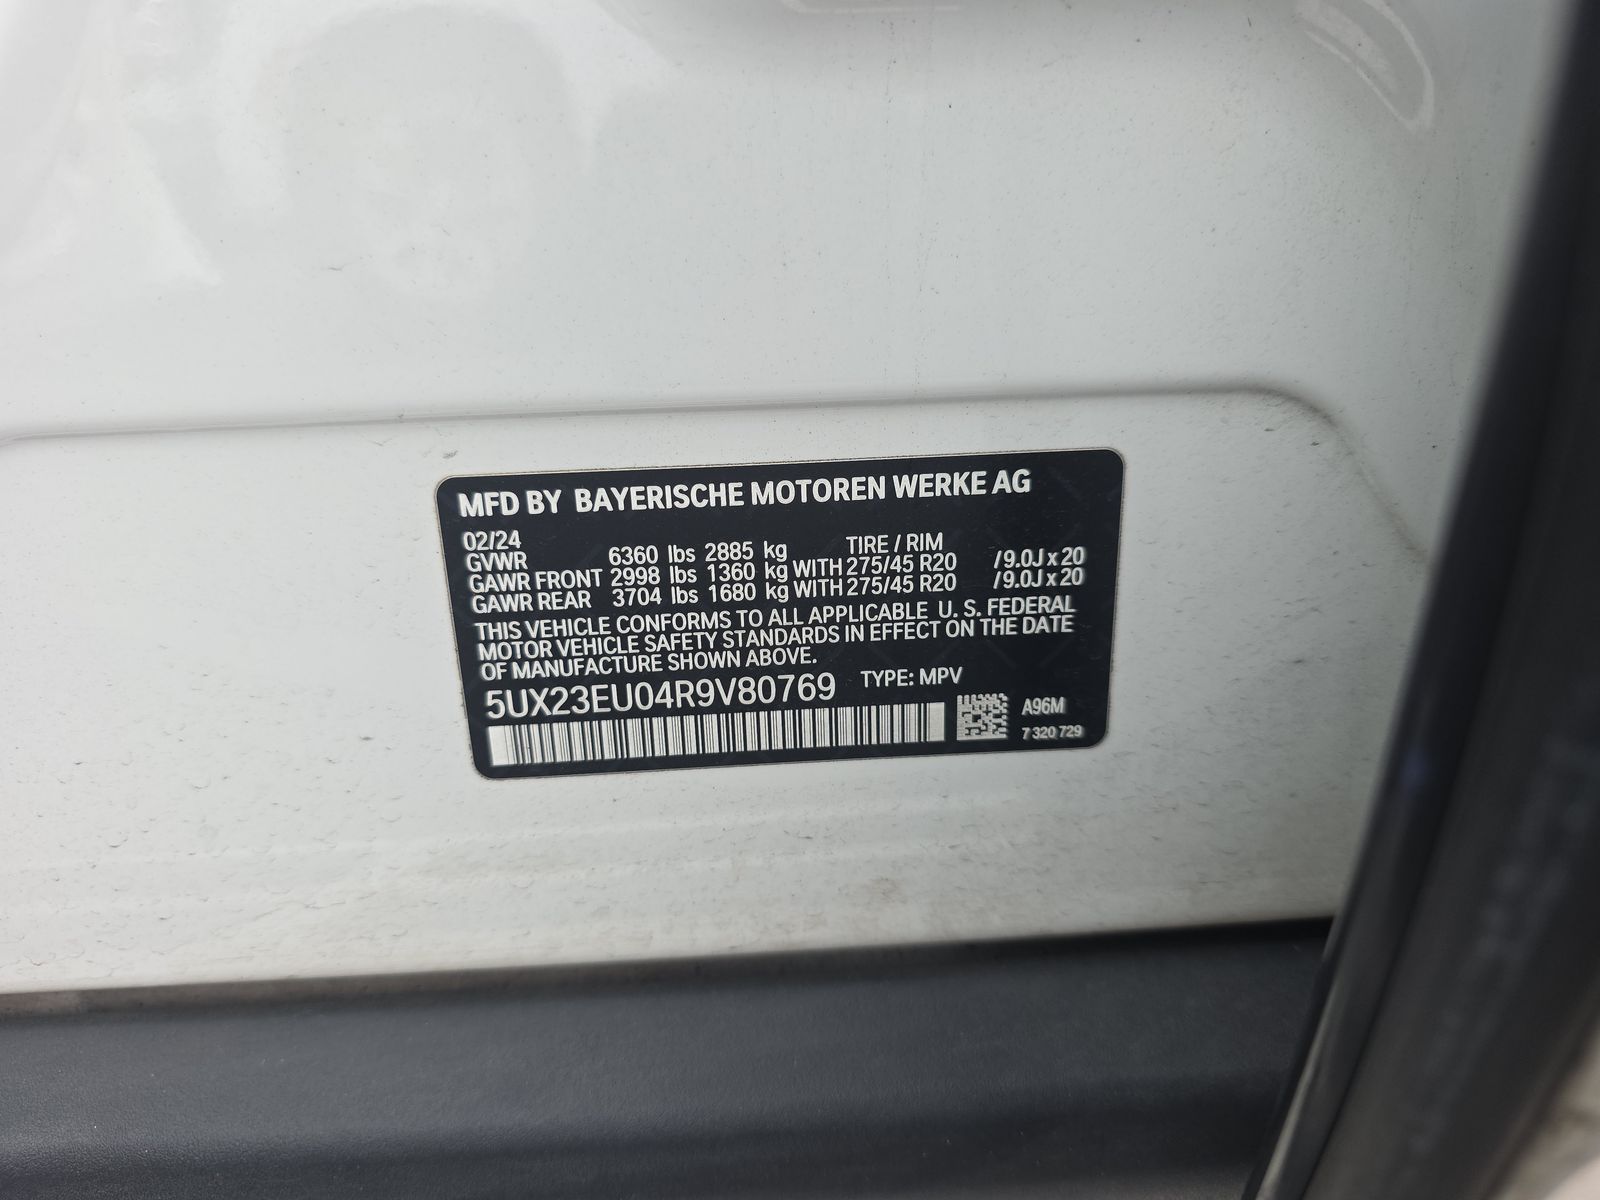 MFD BY BAYERISCHE MOTOREN WERKE AG
02/24 TIRE / RIM
GVWR 6360 lbs 2885 kg
GAWR FRONT 2998 lbs 1360 kg WITH 275/45 R20 /9.0J x 20
GAWR REAR 3704 lbs 1680 kg WITH 275/45 R20 /9.0J x 20
THIS VEHICLE CONFORMS TO ALL APPLICABLE U. S. FEDERAL
MOTOR VEHICLE SAFETY STANDARDS IN EFFECT ON THE DATE
OF MANUFACTURE SHOWN ABOVE.
5UX23EU04R9V80769 TYPE: MPV
A96M
7 320 729